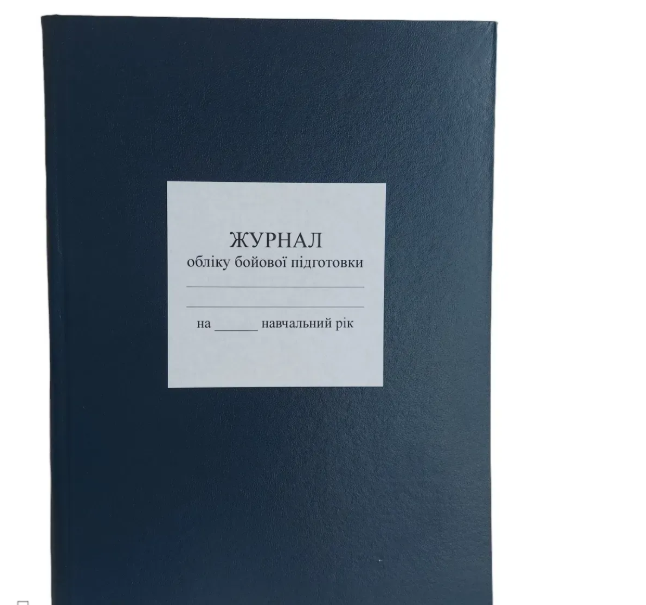 ЖУРНАЛ
обліку бойової підготовки
на ______ навчальний рік